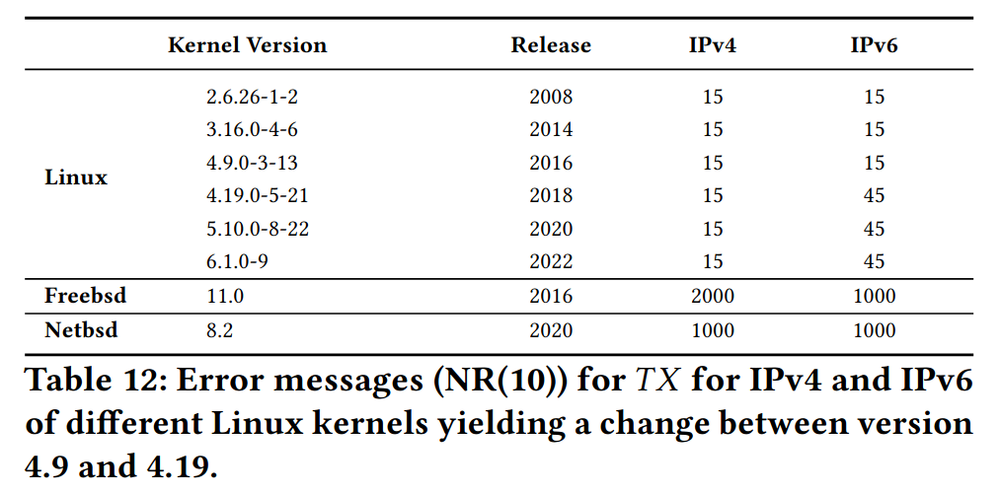 Kernel Version Release IPv4 IPv6
2.6.26-1-2 2008 15 15
3.16.0-4-6 2014 15 15
4.9.0-3-13 2016 15 15
Linux
4.19.0-5-21 2018 15 45
5.10.0-8-22 2020 15 45
6.1.0-9 2022 15 45
Freebsd 11.0 2016 2000 1000
Netbsd 8.2 2020 1000 1000
Table 12: Error messages (NR(10)) for TX for IPv4 and IPv6
of different Linux kernels yielding a change between version
4.9 and 4.19.